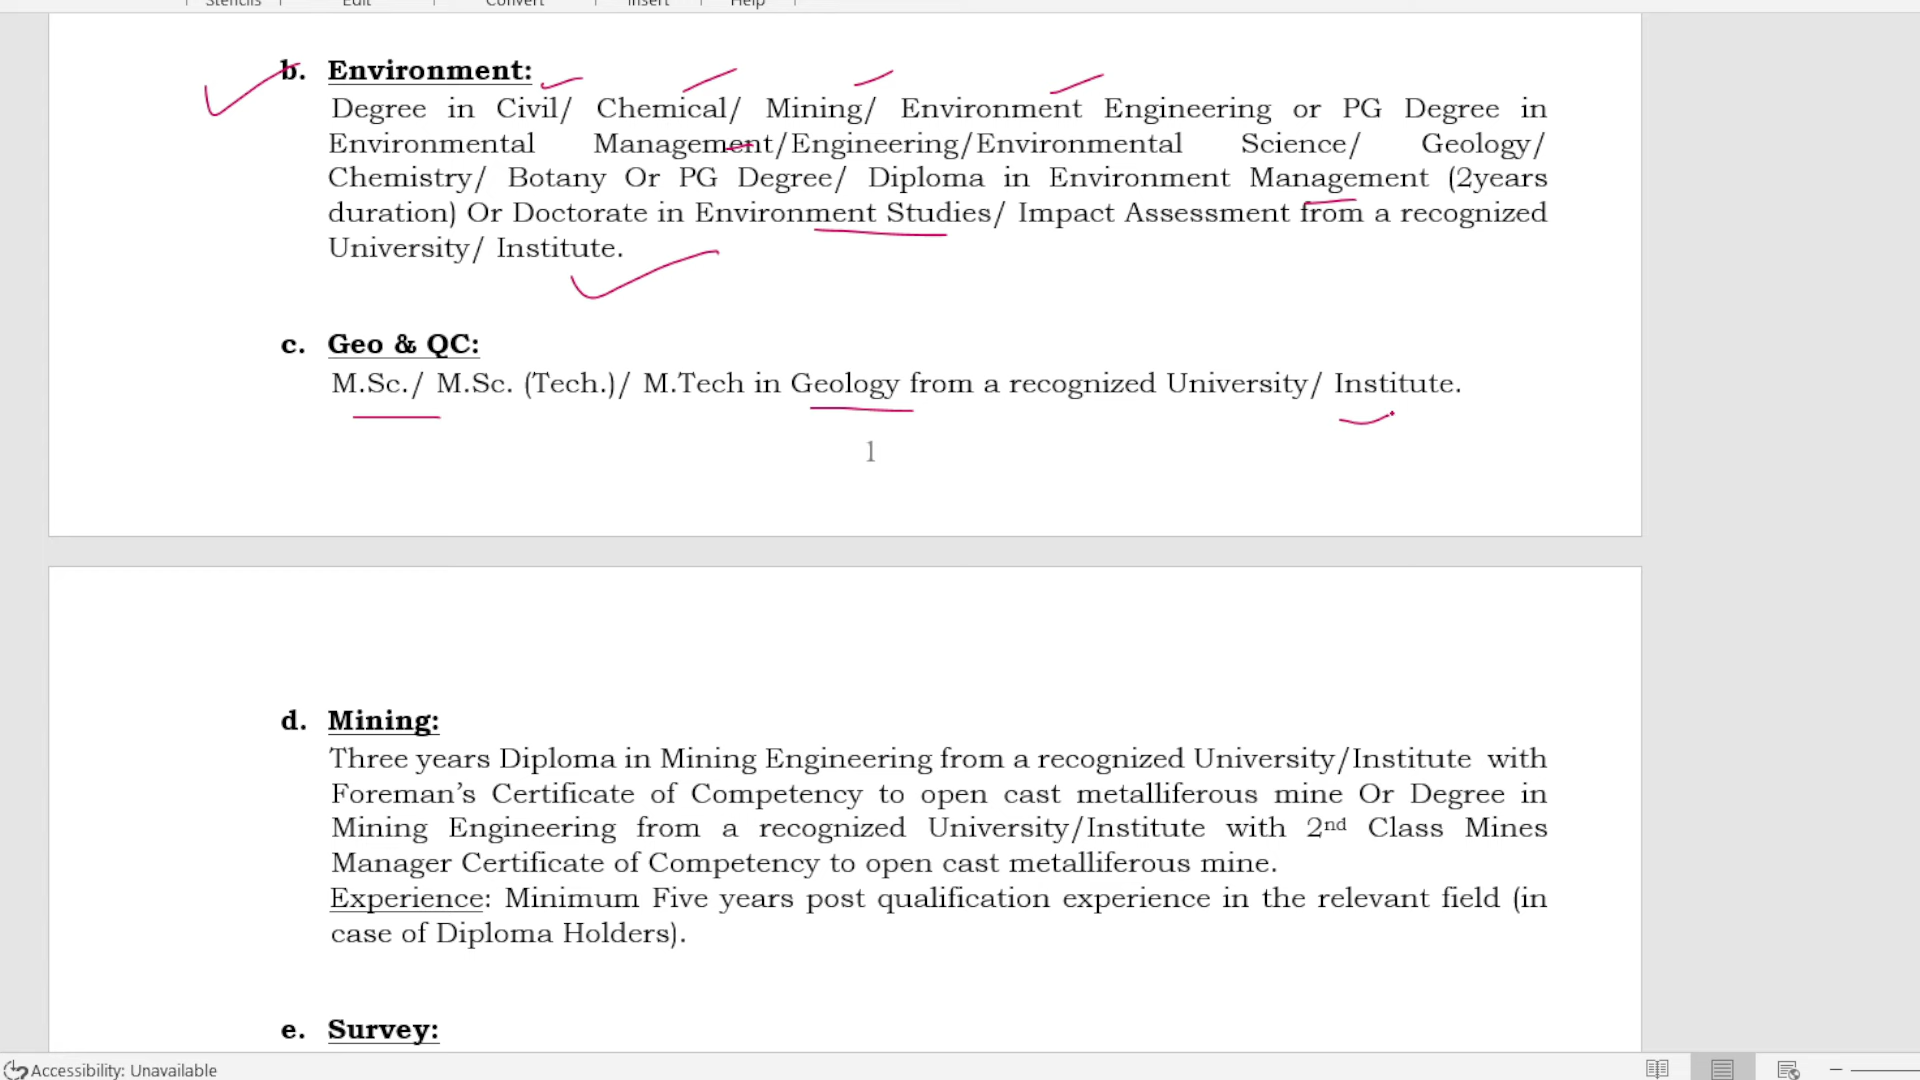 Stencils Edit Convert Insert Help
b. Environment:
Degree in Civil/ Chemical/ Mining/ Environment Engineering or PG Degree in
Environmental Management/Engineering/Environmental Science/ Geology/
Chemistry/ Botany Or PG Degree/ Diploma in Environment Management (2years
duration) Or Doctorate in Environment Studies/ Impact Assessment from a recognized
University/ Institute.
c. Geo & QC:
M.Sc./ M.Sc. (Tech.)/ M.Tech in Geology from a recognized University/ Institute.
1
d. Mining:
Three years Diploma in Mining Engineering from a recognized University/Institute with
Foreman’s Certificate of Competency to open cast metalliferous mine Or Degree in
Mining Engineering from a recognized University/Institute with 2nd Class Mines
Manager Certificate of Competency to open cast metalliferous mine.
Experience: Minimum Five years post qualification experience in the relevant field (in
case of Diploma Holders).
e. Survey:
Accessibility: Unavailable